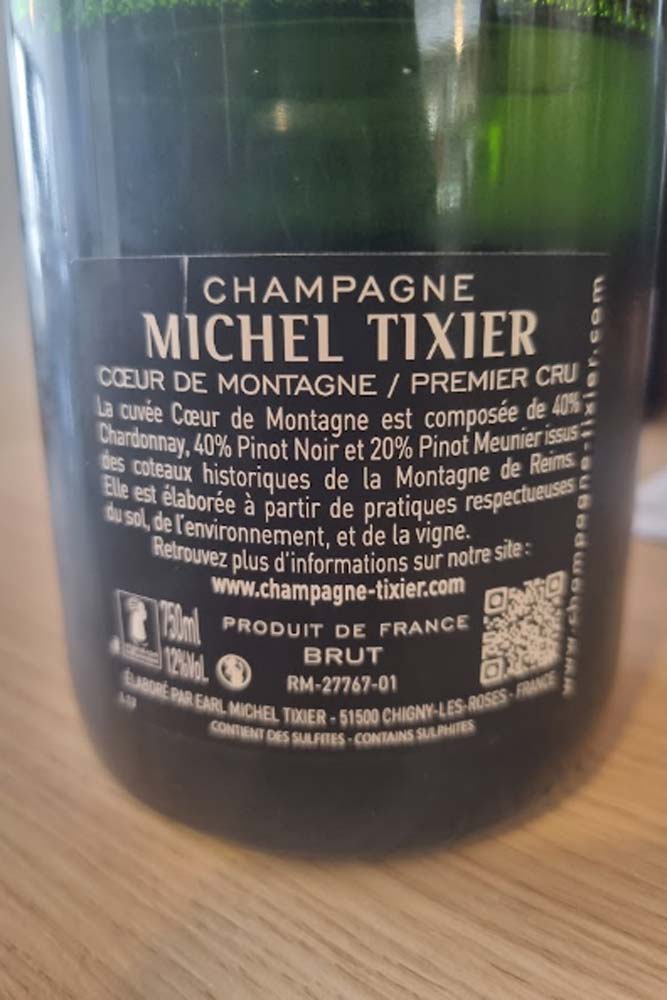 CHAMPAGNE
MICHEL TIXIER
CŒUR DE MONTAGNE / PREMIER CRU
La cuvée Cœur de Montagne est composée de 40%
Chardonnay, 40% Pinot Noir et 20% Pinot Meunier issus
des coteaux historiques de la Montagne de Reims.
Elle est élaborée à partir de pratiques respectueuses
du sol, de l'environnement, et de la vigne.
Retrouvez plus d'informations sur notre site :
www.champagne-tixier.com
750ml
12%Vol.
PRODUIT DE FRANCE
BRUT
RM-27767-01
ÉLABORÉ PAR EARL MICHEL TIXIER - 51500 CHIGNY-LES-ROSES - FRANCE
CONTIENT DES SULFITES - CONTAINS SULPHITES
www.champagne-tixier.com